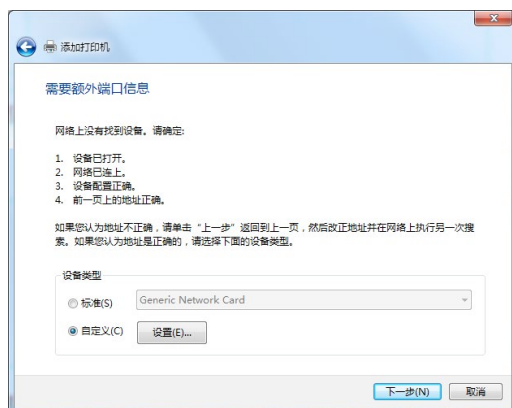 添加打印机
需要额外端口信息
网络上没有找到设备。请确定:
1. 设备已打开。
2. 网络已连上。
3. 设备配置正确。
4. 前一页上的地址正确。
如果您认为地址不正确，请单击“上一步”返回到上一页，然后改正地址并在网络上执行另一次搜
索。如果您认为地址是正确的，请选择下面的设备类型。
设备类型
标准(S)
Generic Network Card
自定义(C)
设置(E)...
下一步(N)
取消